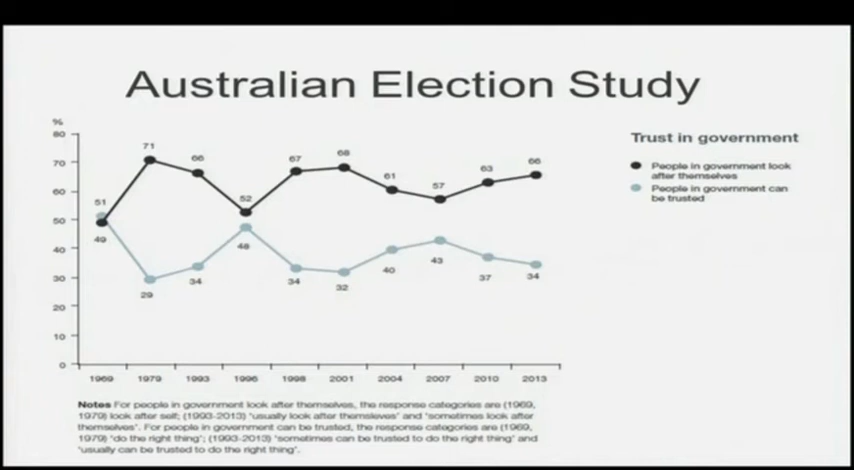 Australian Election Study
%
80
70
60
50
40
30
20
10
0
71
66
67
68
61
57
63
66
51
52
49
48
29
34
34
32
40
43
37
34
1969 1979 1993 1996 1998 2001 2004 2007 2010 2013
Trust in government
People in government look
after themselves
People in government can
be trusted
Notes For people in government look after themselves, the response categories are (1969,
1979) look after self; (1993-2013) 'usually look after themsleves' and 'sometimes look after
themselves'. For people in government can be trusted, the response categories are (1969,
1979) 'do the right thing'; (1993-2013) 'sometimes can be trusted to do the right thing' and
'usually can be trusted to do the right thing'.